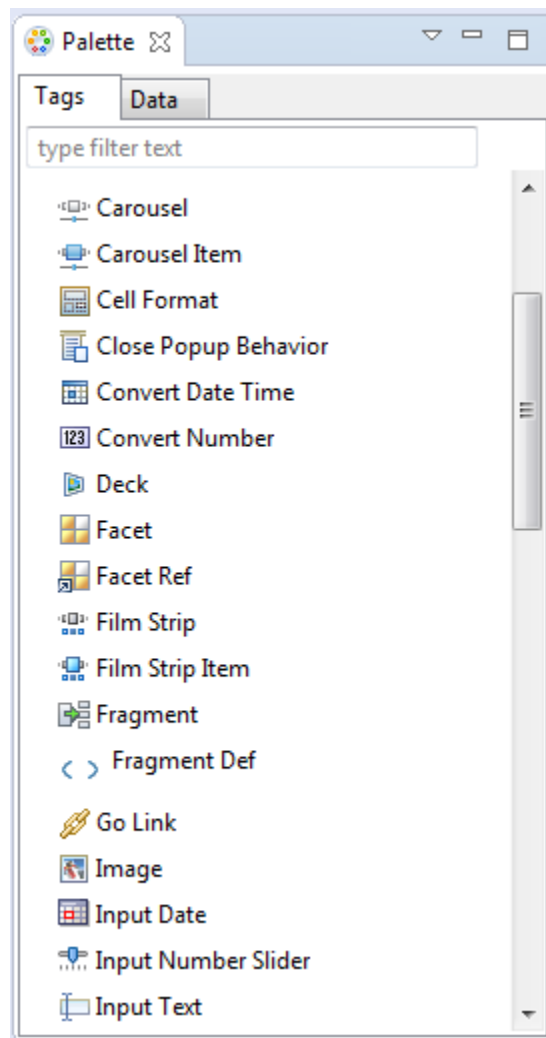 Palette
Tags Data
type filter text
Carousel
Carousel Item
Cell Format
Close Popup Behavior
Convert Date Time
123 Convert Number
Deck
Facet
Facet Ref
Film Strip
Film Strip Item
Fragment
Fragment Def
Go Link
Image
Input Date
Input Number Slider
Input Text